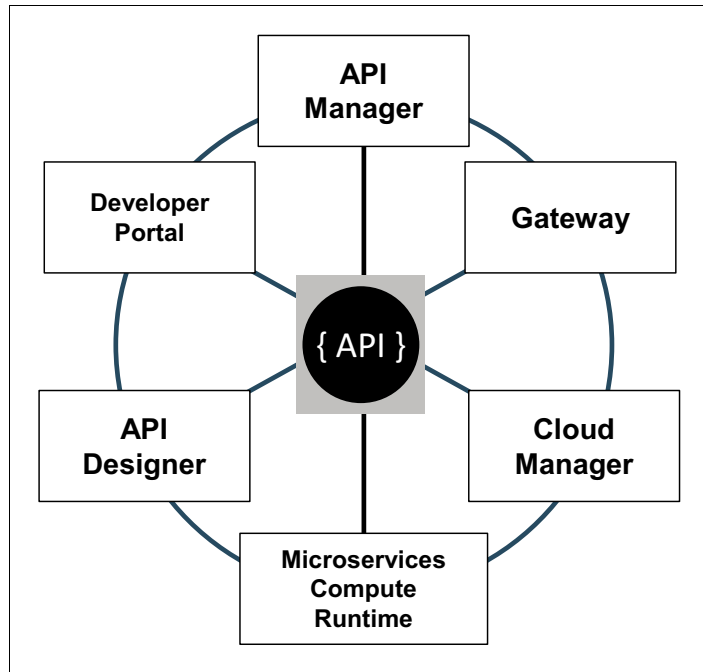 API
Manager
Developer
Portal
Gateway
{ API }
API
Designer
Cloud
Manager
Microservices
Compute
Runtime